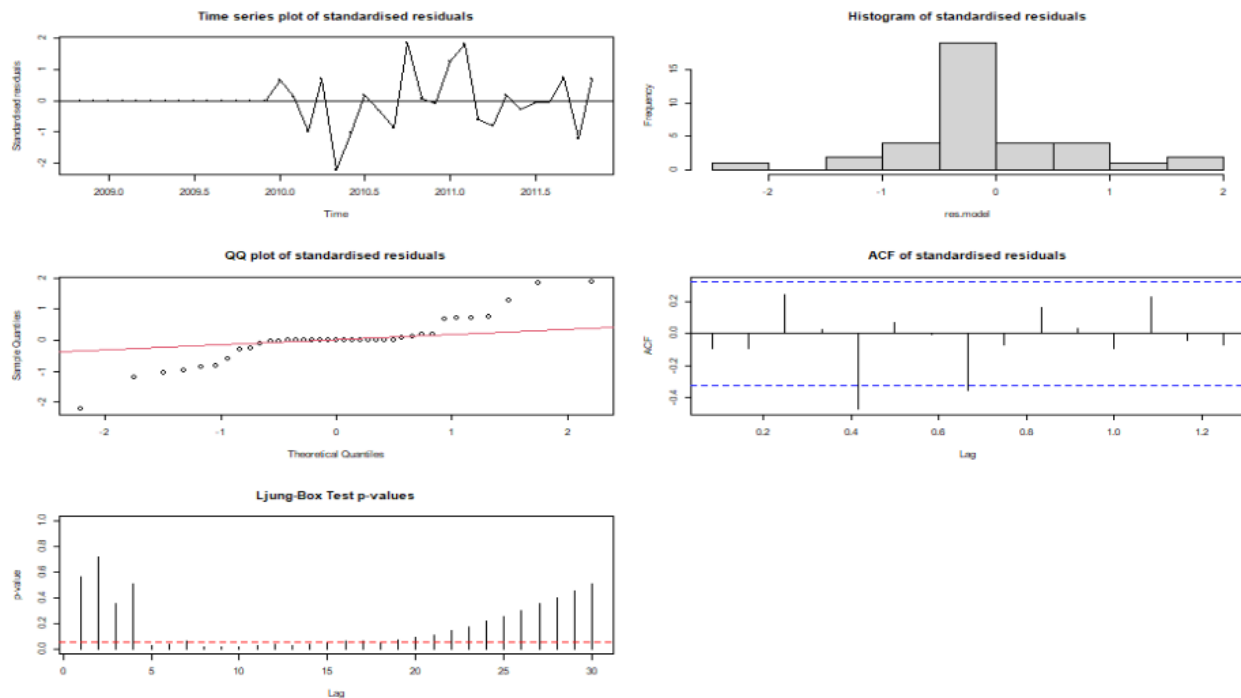 Time series plot of standardised residuals
Standardised residuals
2
1
0
-1
-2
2009.0 2009.5 2010.0 2010.5 2011.0 2011.5
Time
Histogram of standardised residuals
Frequency
15
5
0
-2 -1 0 1 2
res.model
QQ plot of standardised residuals
Sample Quantiles
2
1
0
-1
-2
-2 -1 0 1 2
Theoretical Quantiles
ACF of standardised residuals
ACF
0.2
0.0
-0.4
0.2 0.4 0.6 0.8 1.0 1.2
Lag
Ljung-Box Test p-values
p-value
1.0
0.8
0.6
0.4
0.2
0.0
0 5 10 15 20 25 30
Lag